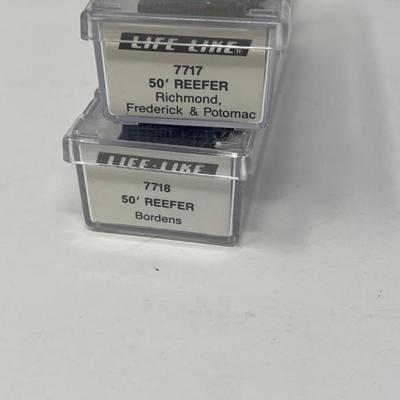 LIFE-LIKE
7717
50' REEFER
Richmond,
Frederick & Potomac
LIFE-LIKE
7718
50' REEFER
Bordens